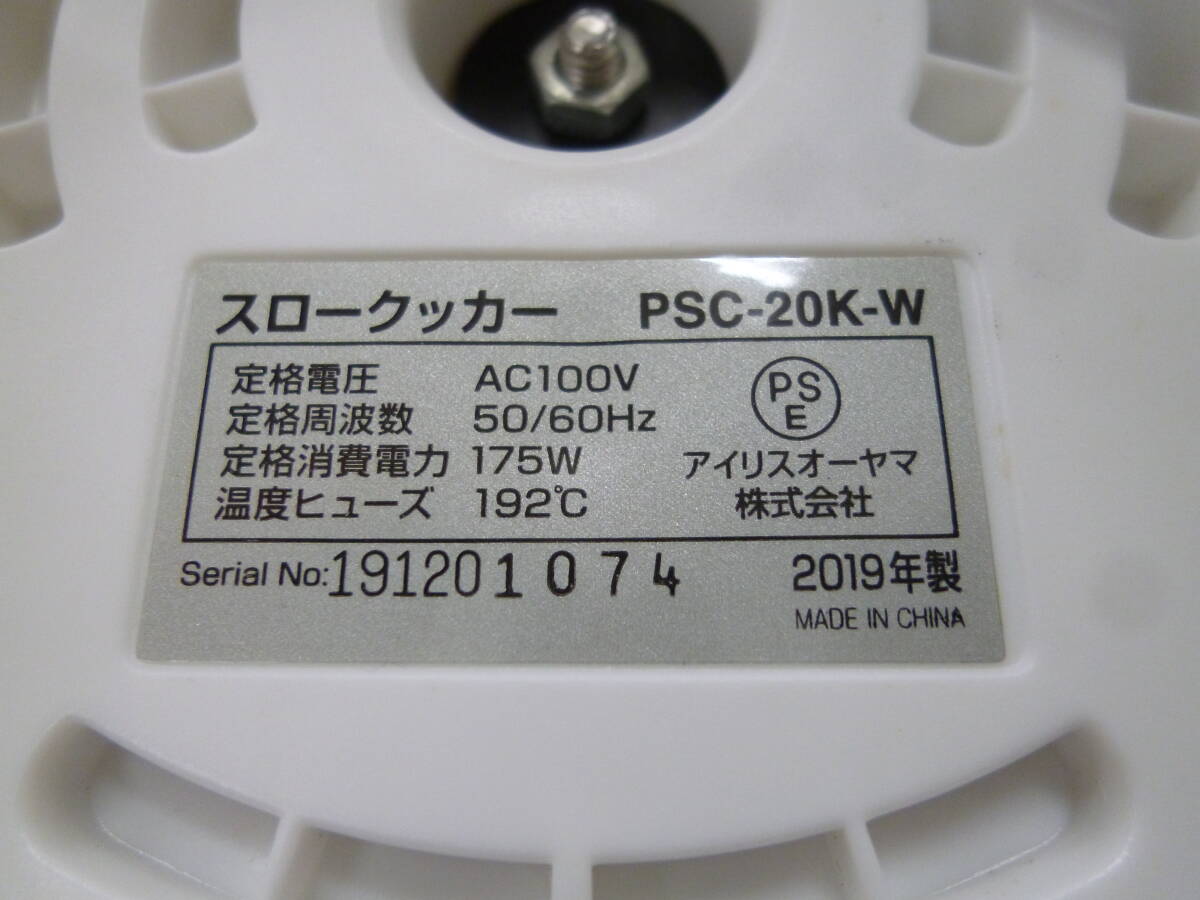 スロークッカー PSC-20K-W
定格電圧 AC100V
定格周波数 50/60Hz
定格消費電力 175W
温度ヒューズ 192℃
PS
E
アイリスオーヤマ
株式会社
Serial No:191201074 2019年製
MADE IN CHINA